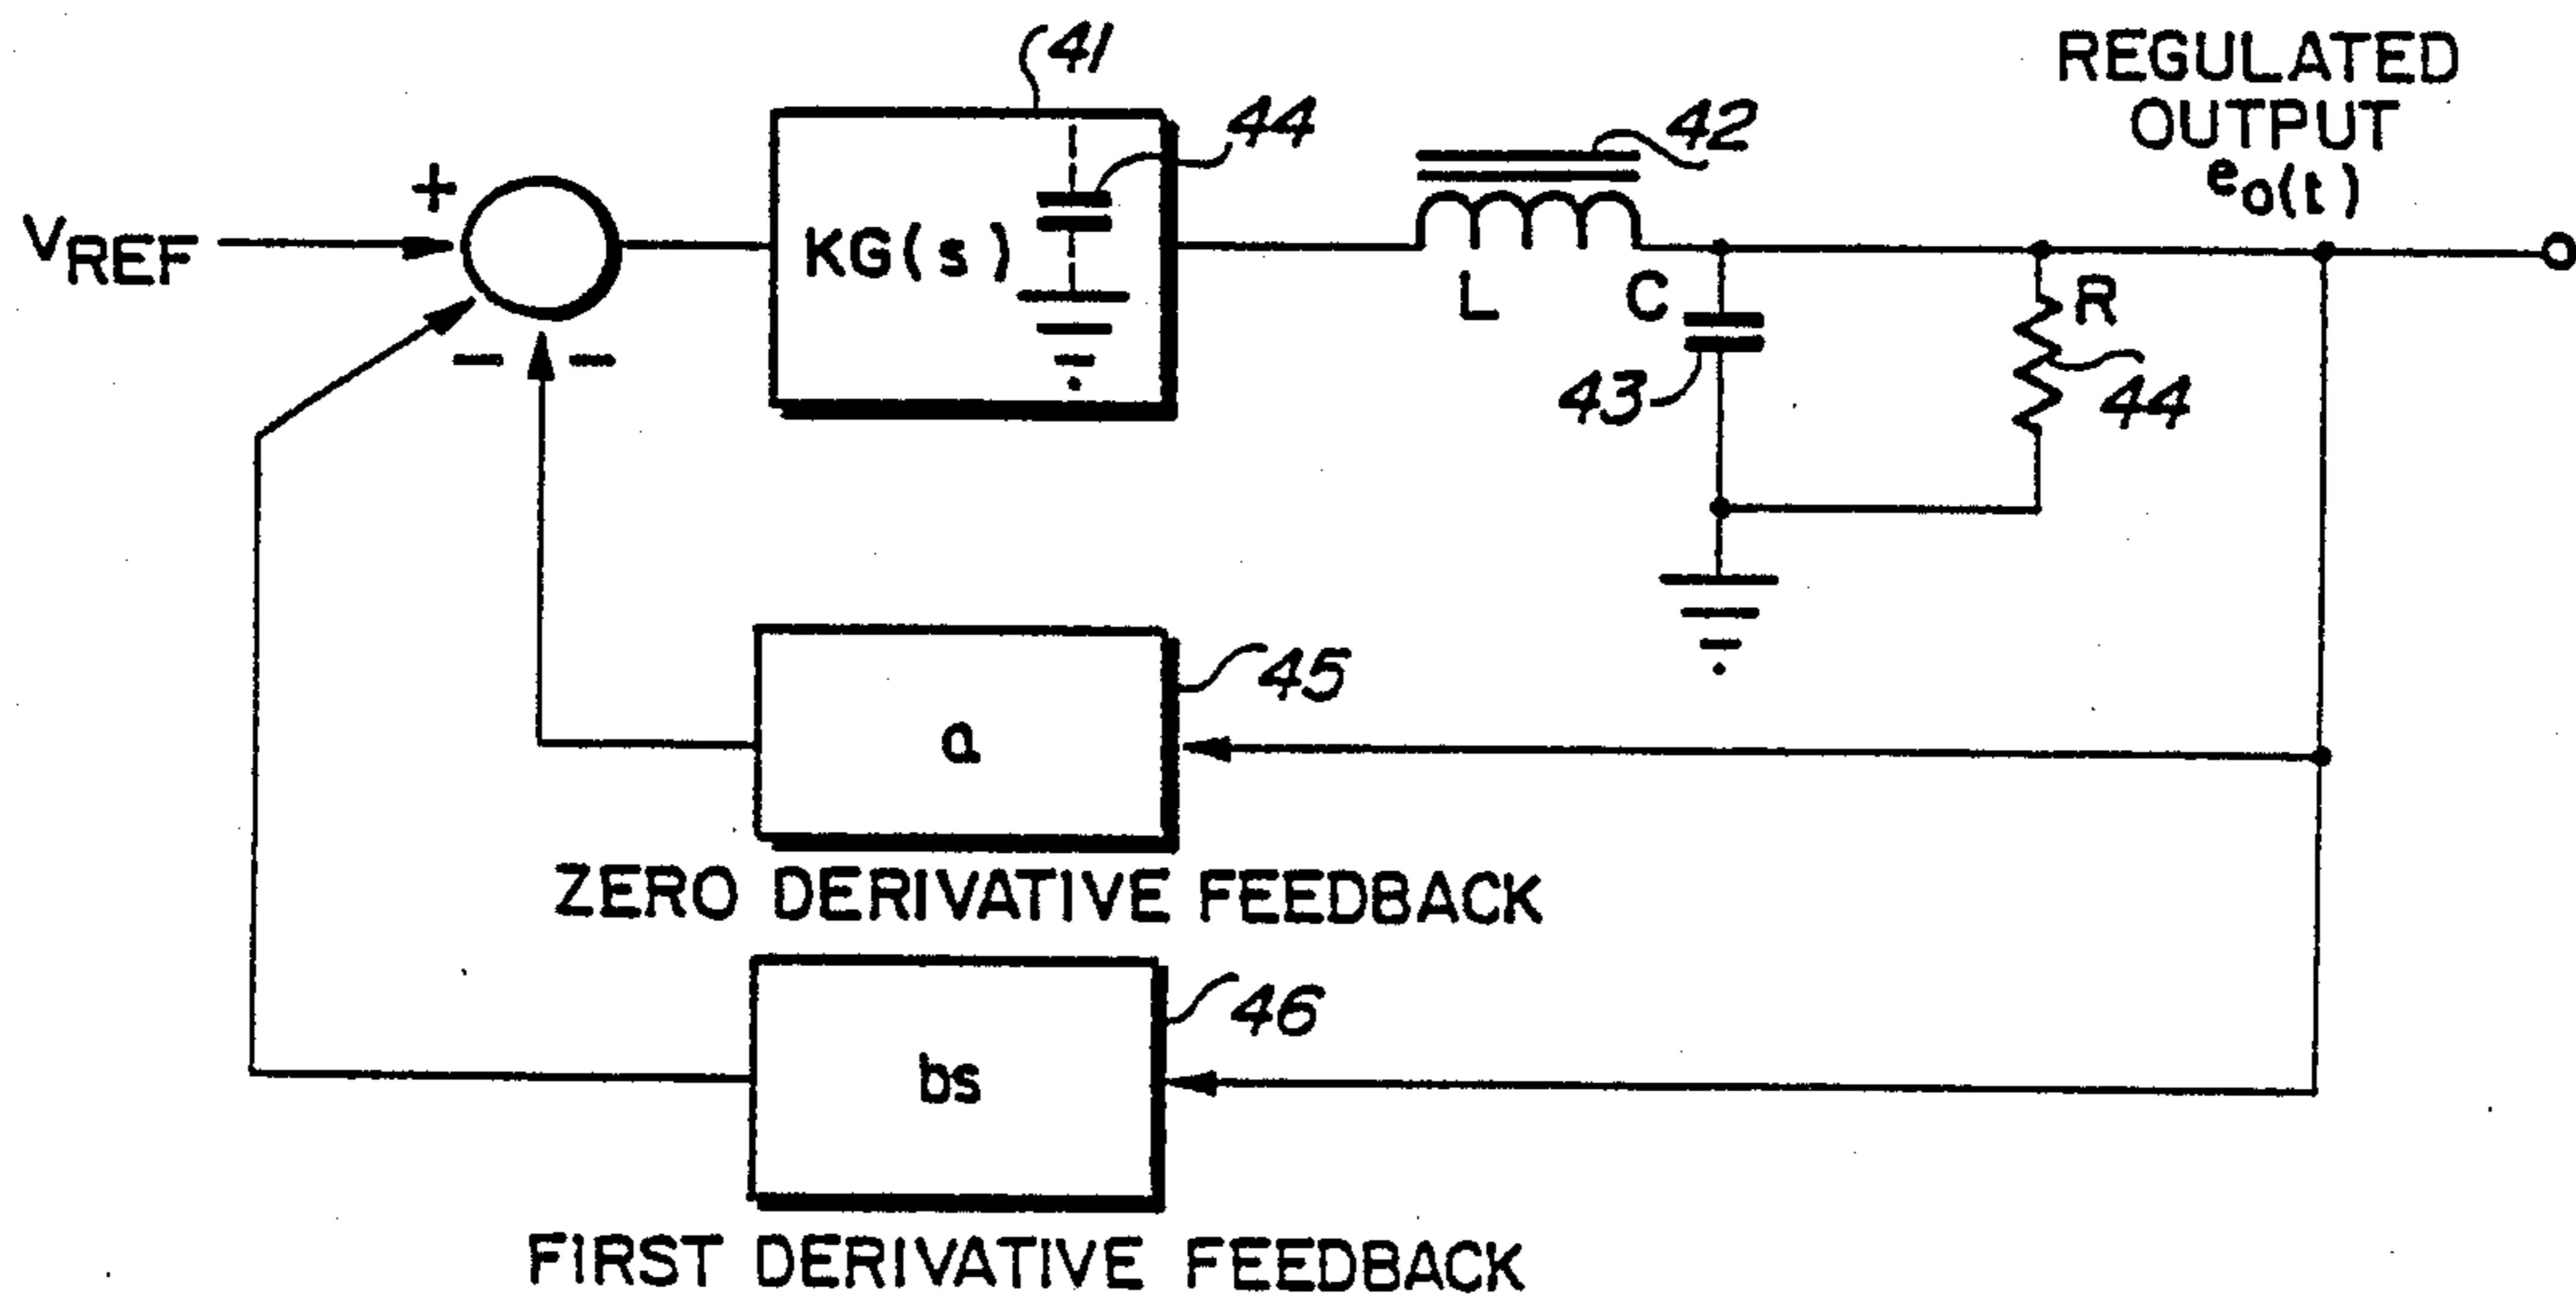 41
44
42
REGULATED
OUTPUT
eo(t)
+
VREF
KG(s)
L
C
R
- -
43
44
45
a
ZERO DERIVATIVE FEEDBACK
46
bs
FIRST DERIVATIVE FEEDBACK